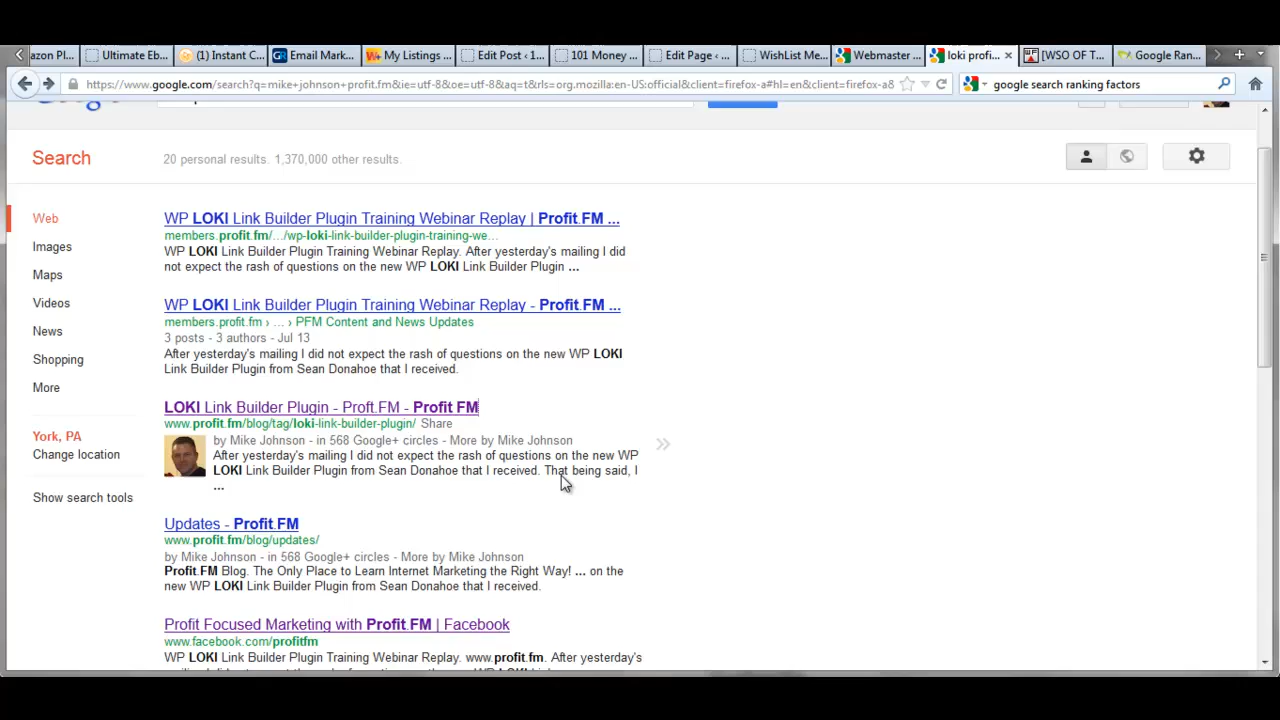 azon Pl...
Ultimate Eb...
(1) Instant C...
Email Mark...
My Listings ...
Edit Post ‹ 1...
101 Money ...
Edit Page ‹ ...
WishList Me...
Webmaster ...
loki profi...
[WSO OF T...
Google Ran...
https://www.google.com/search?q=mike+johnson+profit.fm&ie=utf-8&oe=utf-8&aq=t&rls=org.mozilla:en-US:official&client=firefox-a#hl=en&client=firefox-a&
google search ranking factors
Search
20 personal results. 1,370,000 other results.
Web
Images
Maps
Videos
News
Shopping
More
York, PA
Change location
Show search tools
WP LOKI Link Builder Plugin Training Webinar Replay | Profit.FM ...
members.profit.fm/.../wp-loki-link-builder-plugin-training-we...
WP LOKI Link Builder Plugin Training Webinar Replay. After yesterday's mailing I did
not expect the rash of questions on the new WP LOKI Link Builder Plugin ...
WP LOKI Link Builder Plugin Training Webinar Replay - Profit.FM ...
members.profit.fm › ... › PFM Content and News Updates
3 posts - 3 authors - Jul 13
After yesterday's mailing I did not expect the rash of questions on the new WP LOKI
Link Builder Plugin from Sean Donahoe that I received.
LOKI Link Builder Plugin - Proft.FM - Profit FM
www.profit.fm/blog/tag/loki-link-builder-plugin/ Share
by Mike Johnson - in 568 Google+ circles - More by Mike Johnson
After yesterday's mailing I did not expect the rash of questions on the new WP
LOKI Link Builder Plugin from Sean Donahoe that I received. That being said, I
...
Updates - Profit.FM
www.profit.fm/blog/updates/
by Mike Johnson - in 568 Google+ circles - More by Mike Johnson
Profit.FM Blog. The Only Place to Learn Internet Marketing the Right Way! ... on the
new WP LOKI Link Builder Plugin from Sean Donahoe that I received.
Profit Focused Marketing with Profit.FM | Facebook
www.facebook.com/profitfm
WP LOKI Link Builder Plugin Training Webinar Replay. www.profit.fm. After yesterday's